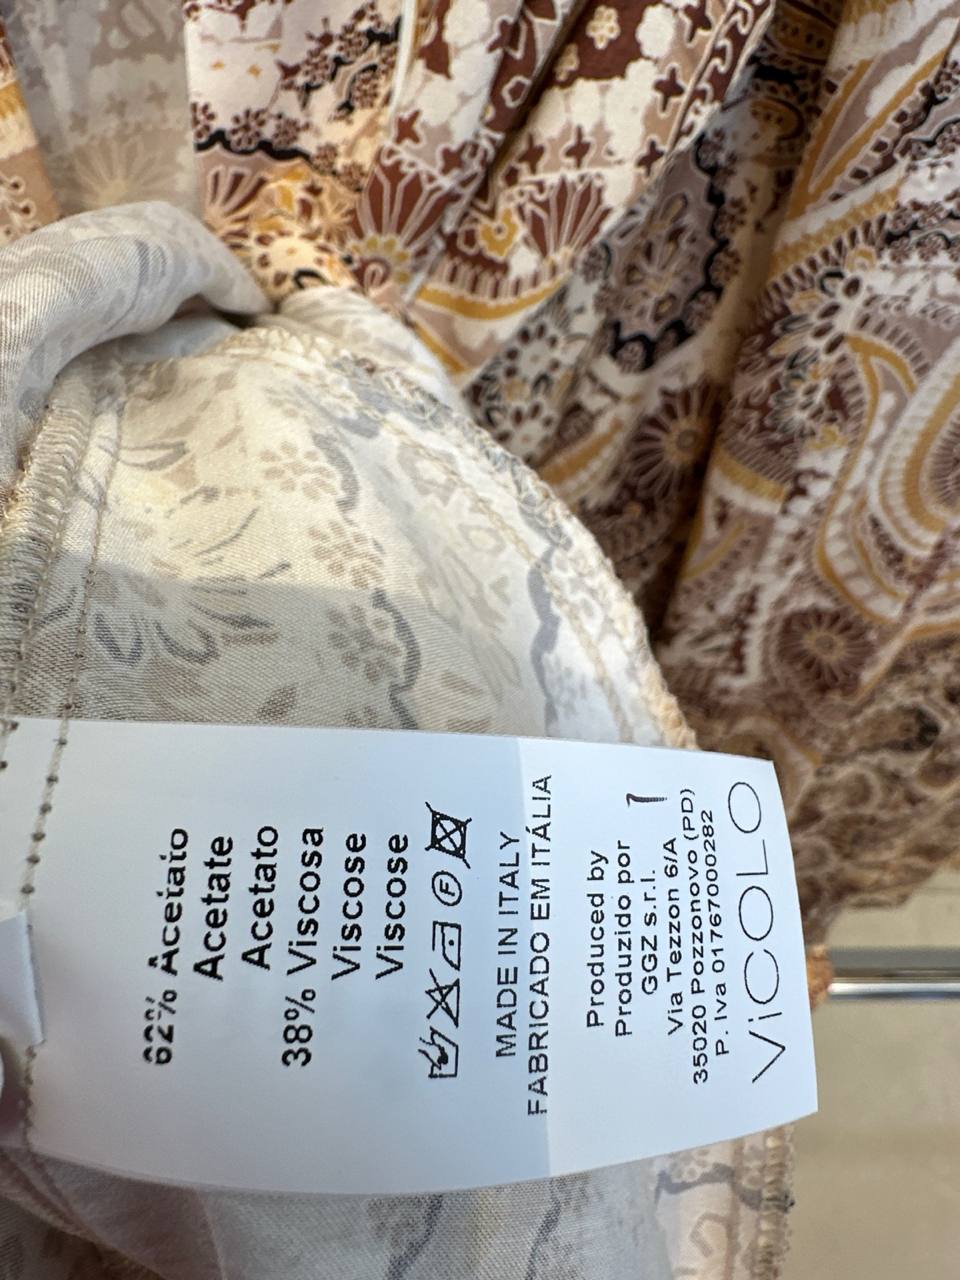 62% Acetato
Acetate
Acetato
38% Viscosa
Viscose
Viscose
F
MADE IN ITALY
FABRICADO EM ITÁLIA
Produced by
Produzido por
GGZ s.r.l.
Via Tezzon 6/A
35020 Pozzonovo (PD)
P. Iva 01767000282
ViCOLO